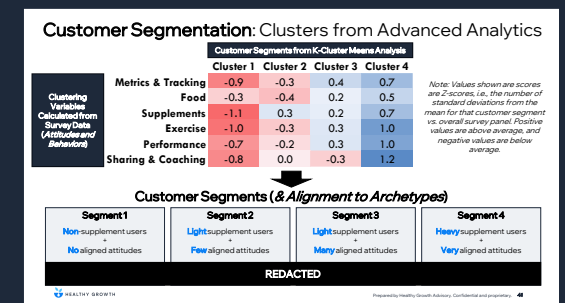 Customer Segmentation: Clusters from Advanced Analytics
Customer Segments from K-Cluster Means Analysis
Cluster 1 Cluster 2 Cluster 3 Cluster 4
Clustering
Variables
Calculated from
Survey Data
(Attitudes and
Behaviors)
Metrics & Tracking -0.9 -0.3 0.4 0.7
Food -0.3 -0.4 0.2 0.5
Supplements -1.1 0.3 0.2 0.7
Exercise -1.0 -0.3 0.3 1.0
Performance -0.7 -0.2 0.3 1.0
Sharing & Coaching -0.8 0.0 -0.3 1.2
Note: Values shown are scores
are Z-scores, i.e., the number of
standard deviations from the
mean for that customer segment
vs. overall survey panel. Positive
values are above average, and
negative values are below
average.
Customer Segments (& Alignment to Archetypes)
Segment 1
Non-supplement users
+
No aligned attitudes
Segment 2
Light supplement users
+
Few aligned attitudes
Segment 3
Light supplement users
+
Many aligned attitudes
Segment 4
Heavy supplement users
+
Very aligned attitudes
REDACTED
HEALTHY GROWTH
Prepared by Healthy Growth Advisory. Confidential and proprietary.